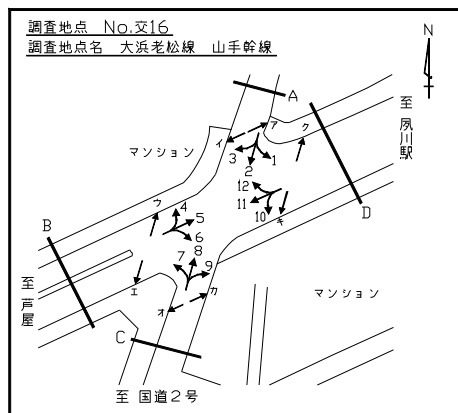 調査地点 No.交16
調査地点名 大浜老松線 山手幹線
N
A
ア
ク
至 夙川駅
イ
マンション
3
2
1
12
11
10
キ
D
ウ
4
5
6
B
7
8
9
至 芦屋
エ
オ
カ
マンション
C
至 国道2号